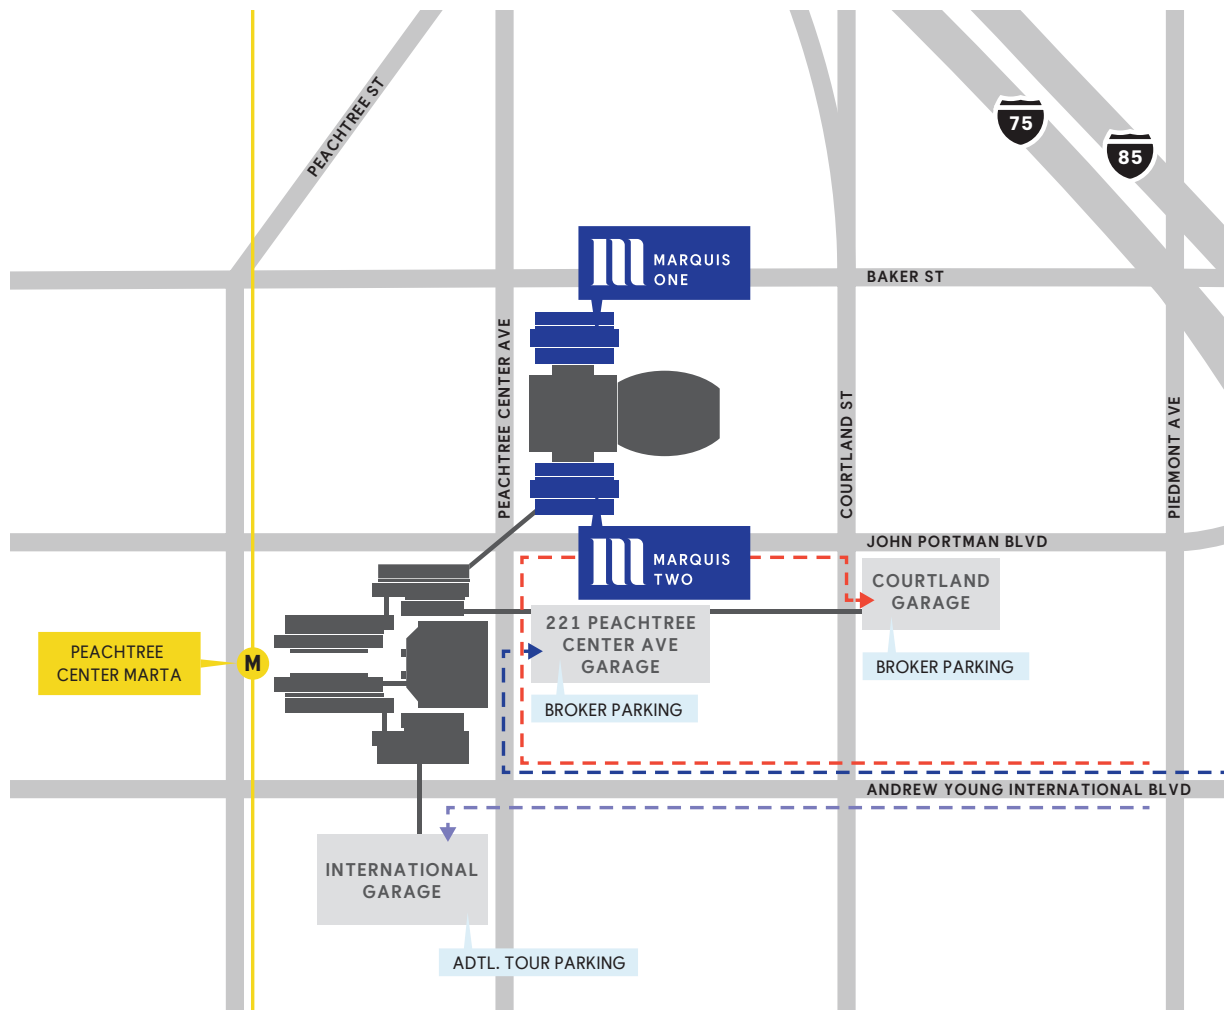 PEACHTREE ST
75
85
MARQUIS
ONE
BAKER ST
PEACHTREE CENTER AVE
COURTLAND ST
PIEDMONT AVE
JOHN PORTMAN BLVD
MARQUIS
TWO
COURTLAND
GARAGE
221 PEACHTREE
CENTER AVE
GARAGE
PEACHTREE
CENTER MARTA
M
BROKER PARKING
BROKER PARKING
ANDREW YOUNG INTERNATIONAL BLVD
INTERNATIONAL
GARAGE
ADTL. TOUR PARKING